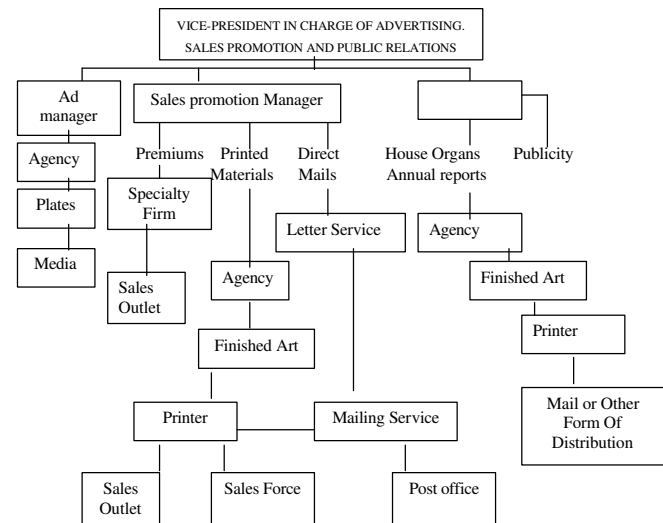 VICE-PRESIDENT IN CHARGE OF ADVERTISING.
SALES PROMOTION AND PUBLIC RELATIONS
Ad
manager
Sales promotion Manager
Agency
Plates
Media
Premiums
Specialty
Firm
Sales
Outlet
Printed
Materials
Agency
Finished Art
Direct
Mails
Letter Service
House Organs
Annual reports
Publicity
Agency
Finished Art
Printer
Mail or Other
Form Of
Distribution
Printer
Mailing Service
Sales
Outlet
Sales Force
Post office